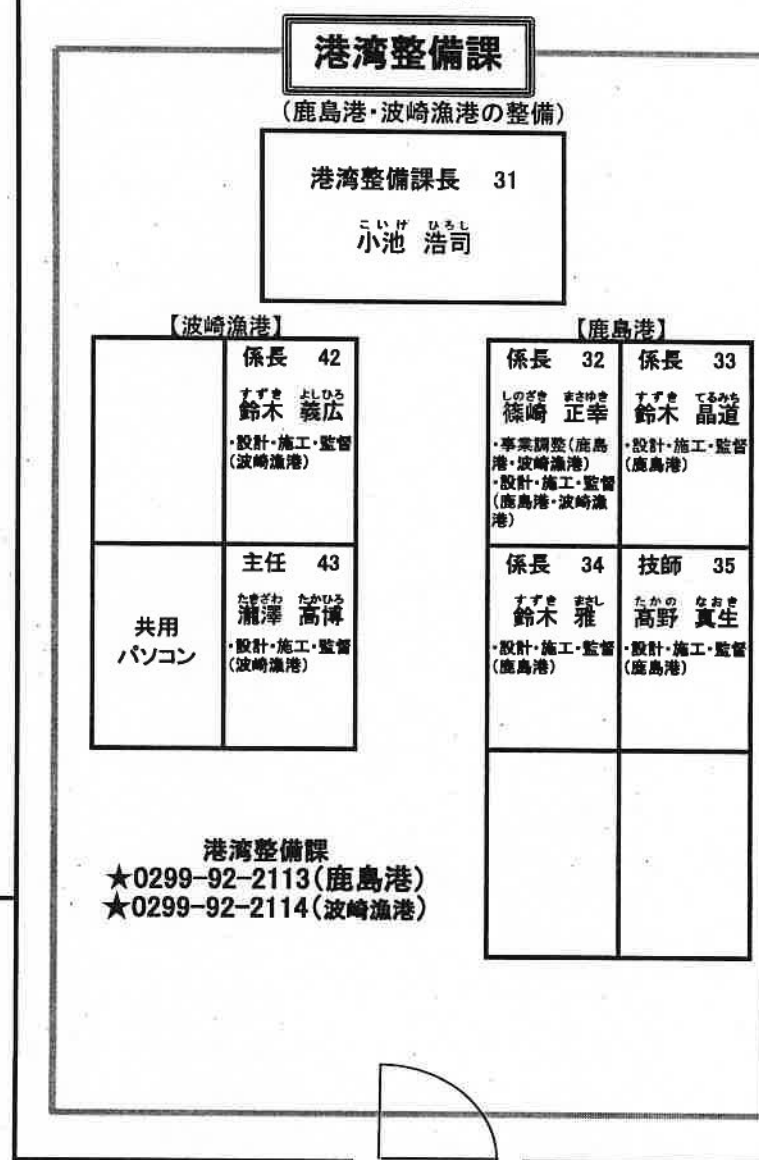 港湾整備課
(鹿島港・波崎漁港の整備)
港湾整備課長 31
こいけ ひろし
小池 浩司
【波崎漁港】
係長 42
すずき よしひろ
鈴木 義広
・設計・施工・監督
(波崎漁港)
主任 43
たきざわ たかひろ
瀧澤 高博
・設計・施工・監督
(波崎漁港)
共用
パソコン
【鹿島港】
係長 32
しのざき まさゆき
篠崎 正幸
・事業調整(鹿島
港・波崎漁港)
・設計・施工・監督
(鹿島港・波崎漁
港)
係長 33
すずき てるみち
鈴木 晶道
・設計・施工・監督
(鹿島港)
係長 34
すずき まさし
鈴木 雅
・設計・施工・監督
(鹿島港)
技師 35
たかの なおき
髙野 真生
・設計・施工・監督
(鹿島港)
港湾整備課
★0299-92-2113(鹿島港)
★0299-92-2114(波崎漁港)